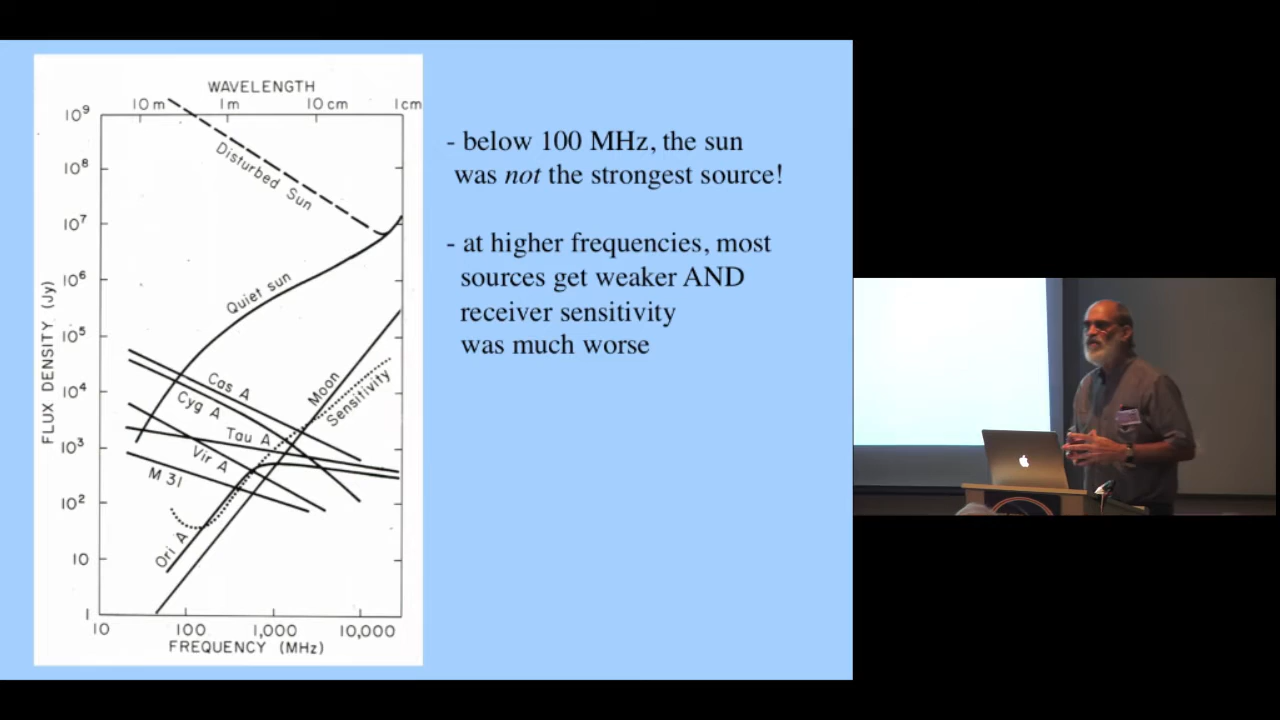 WAVELENGTH
10 m 1m 10 cm 1cm
10⁹
10⁸
10⁷
10⁶
10⁵
10⁴
10³
10²
10
1
FLUX DENSITY (Jy)
Disturbed Sun
Quiet sun
Cas A
Cyg A
Moon
Sensitivity
Tau A
Vir A
M 31
Ori A
10 100 1,000 10,000
FREQUENCY (MHz)
- below 100 MHz, the sun
was not the strongest source!
- at higher frequencies, most
sources get weaker AND
receiver sensitivity
was much worse